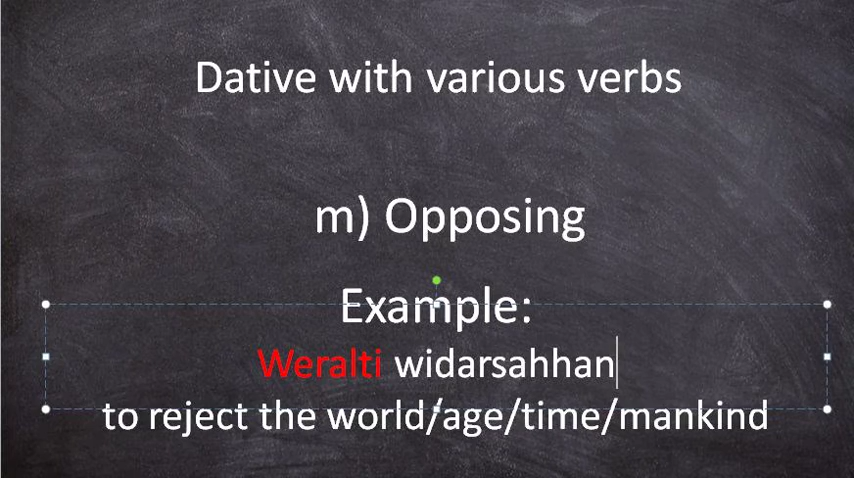 Dative with various verbs
m) Opposing
Example:
Weralti widarsahhan
to reject the world/age/time/mankind